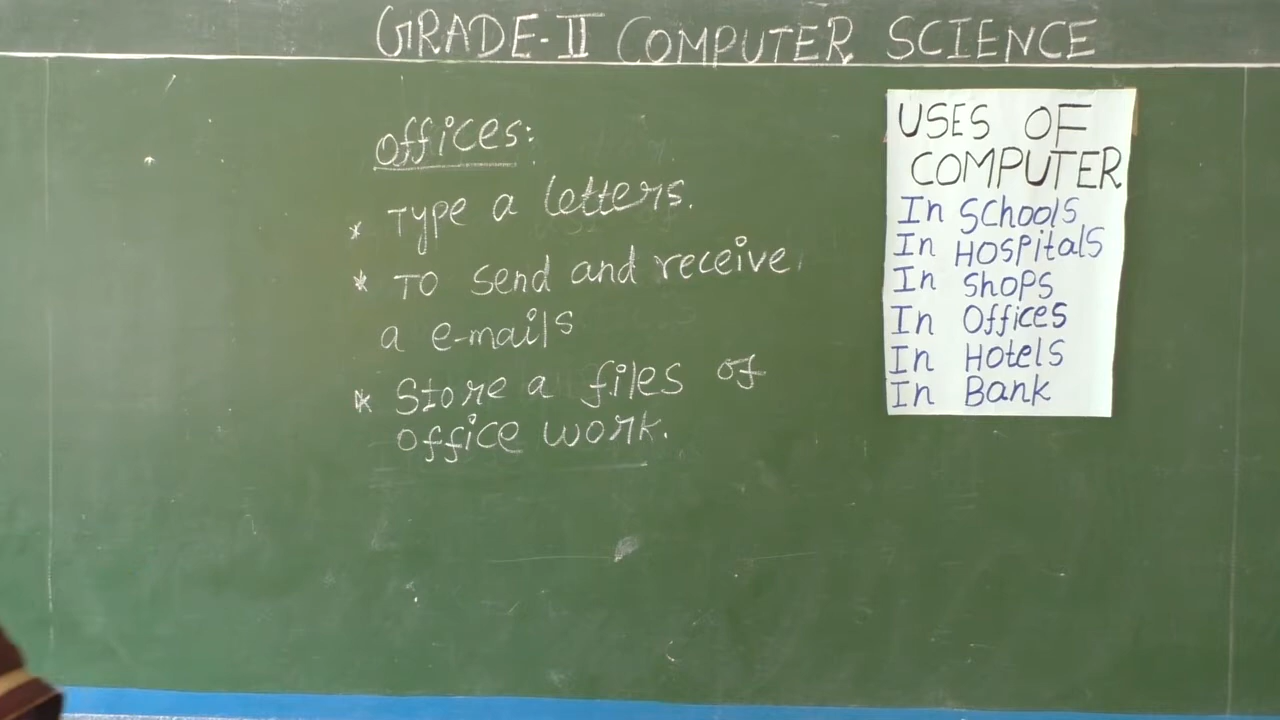 GRADE-II COMPUTER SCIENCE
offices:
* Type a letters.
* To send and receive
a e-mails
* Store a files of
office work.
USES OF
COMPUTER
In Schools
In Hospitals
In Shops
In Offices
In Hotels
In Bank